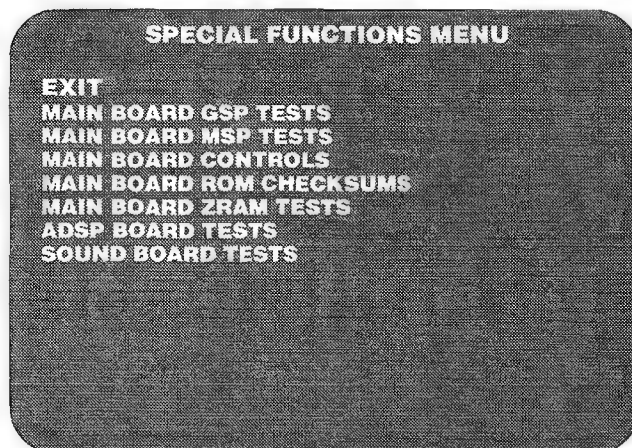 SPECIAL FUNCTIONS MENU
EXIT
MAIN BOARD GSP TESTS
MAIN BOARD MSP TESTS
MAIN BOARD CONTROLS
MAIN BOARD ROM CHECKSUMS
MAIN BOARD ZRAM TESTS
ADSP BOARD TESTS
SOUND BOARD TESTS